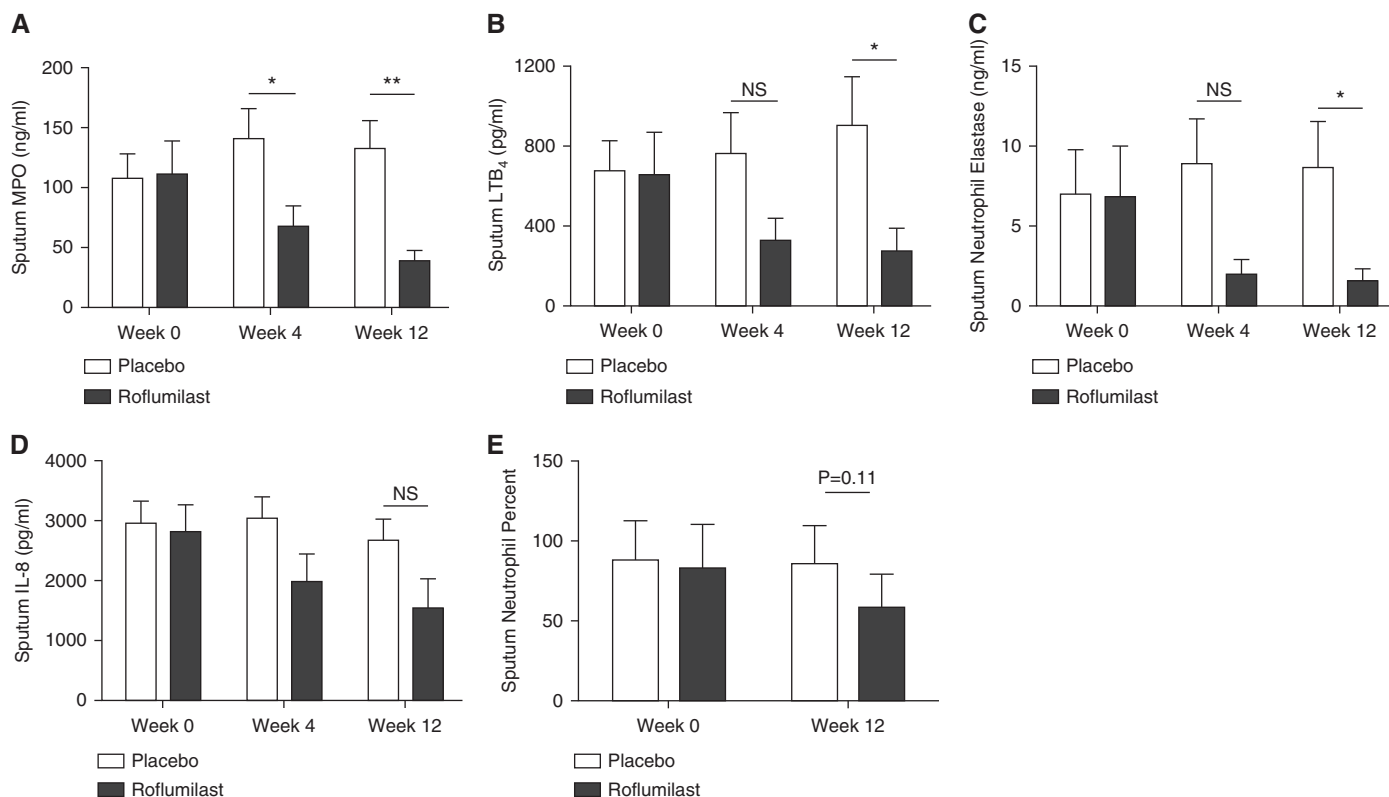 A
Sputum MPO (ng/ml)
200
150
100
50
0
*
**
Week 0
Week 4
Week 12
Placebo
Roflumilast
B
Sputum LTB4 (pg/ml)
1200
800
400
0
NS
*
Week 0
Week 4
Week 12
Placebo
Roflumilast
C
Sputum Neutrophil Elastase (ng/ml)
15
10
5
0
NS
*
Week 0
Week 4
Week 12
Placebo
Roflumilast
D
Sputum IL-8 (pg/ml)
4000
3000
2000
1000
0
NS
Week 0
Week 4
Week 12
Placebo
Roflumilast
E
Sputum Neutrophil Percent
150
100
50
0
P=0.11
Week 0
Week 12
Placebo
Roflumilast